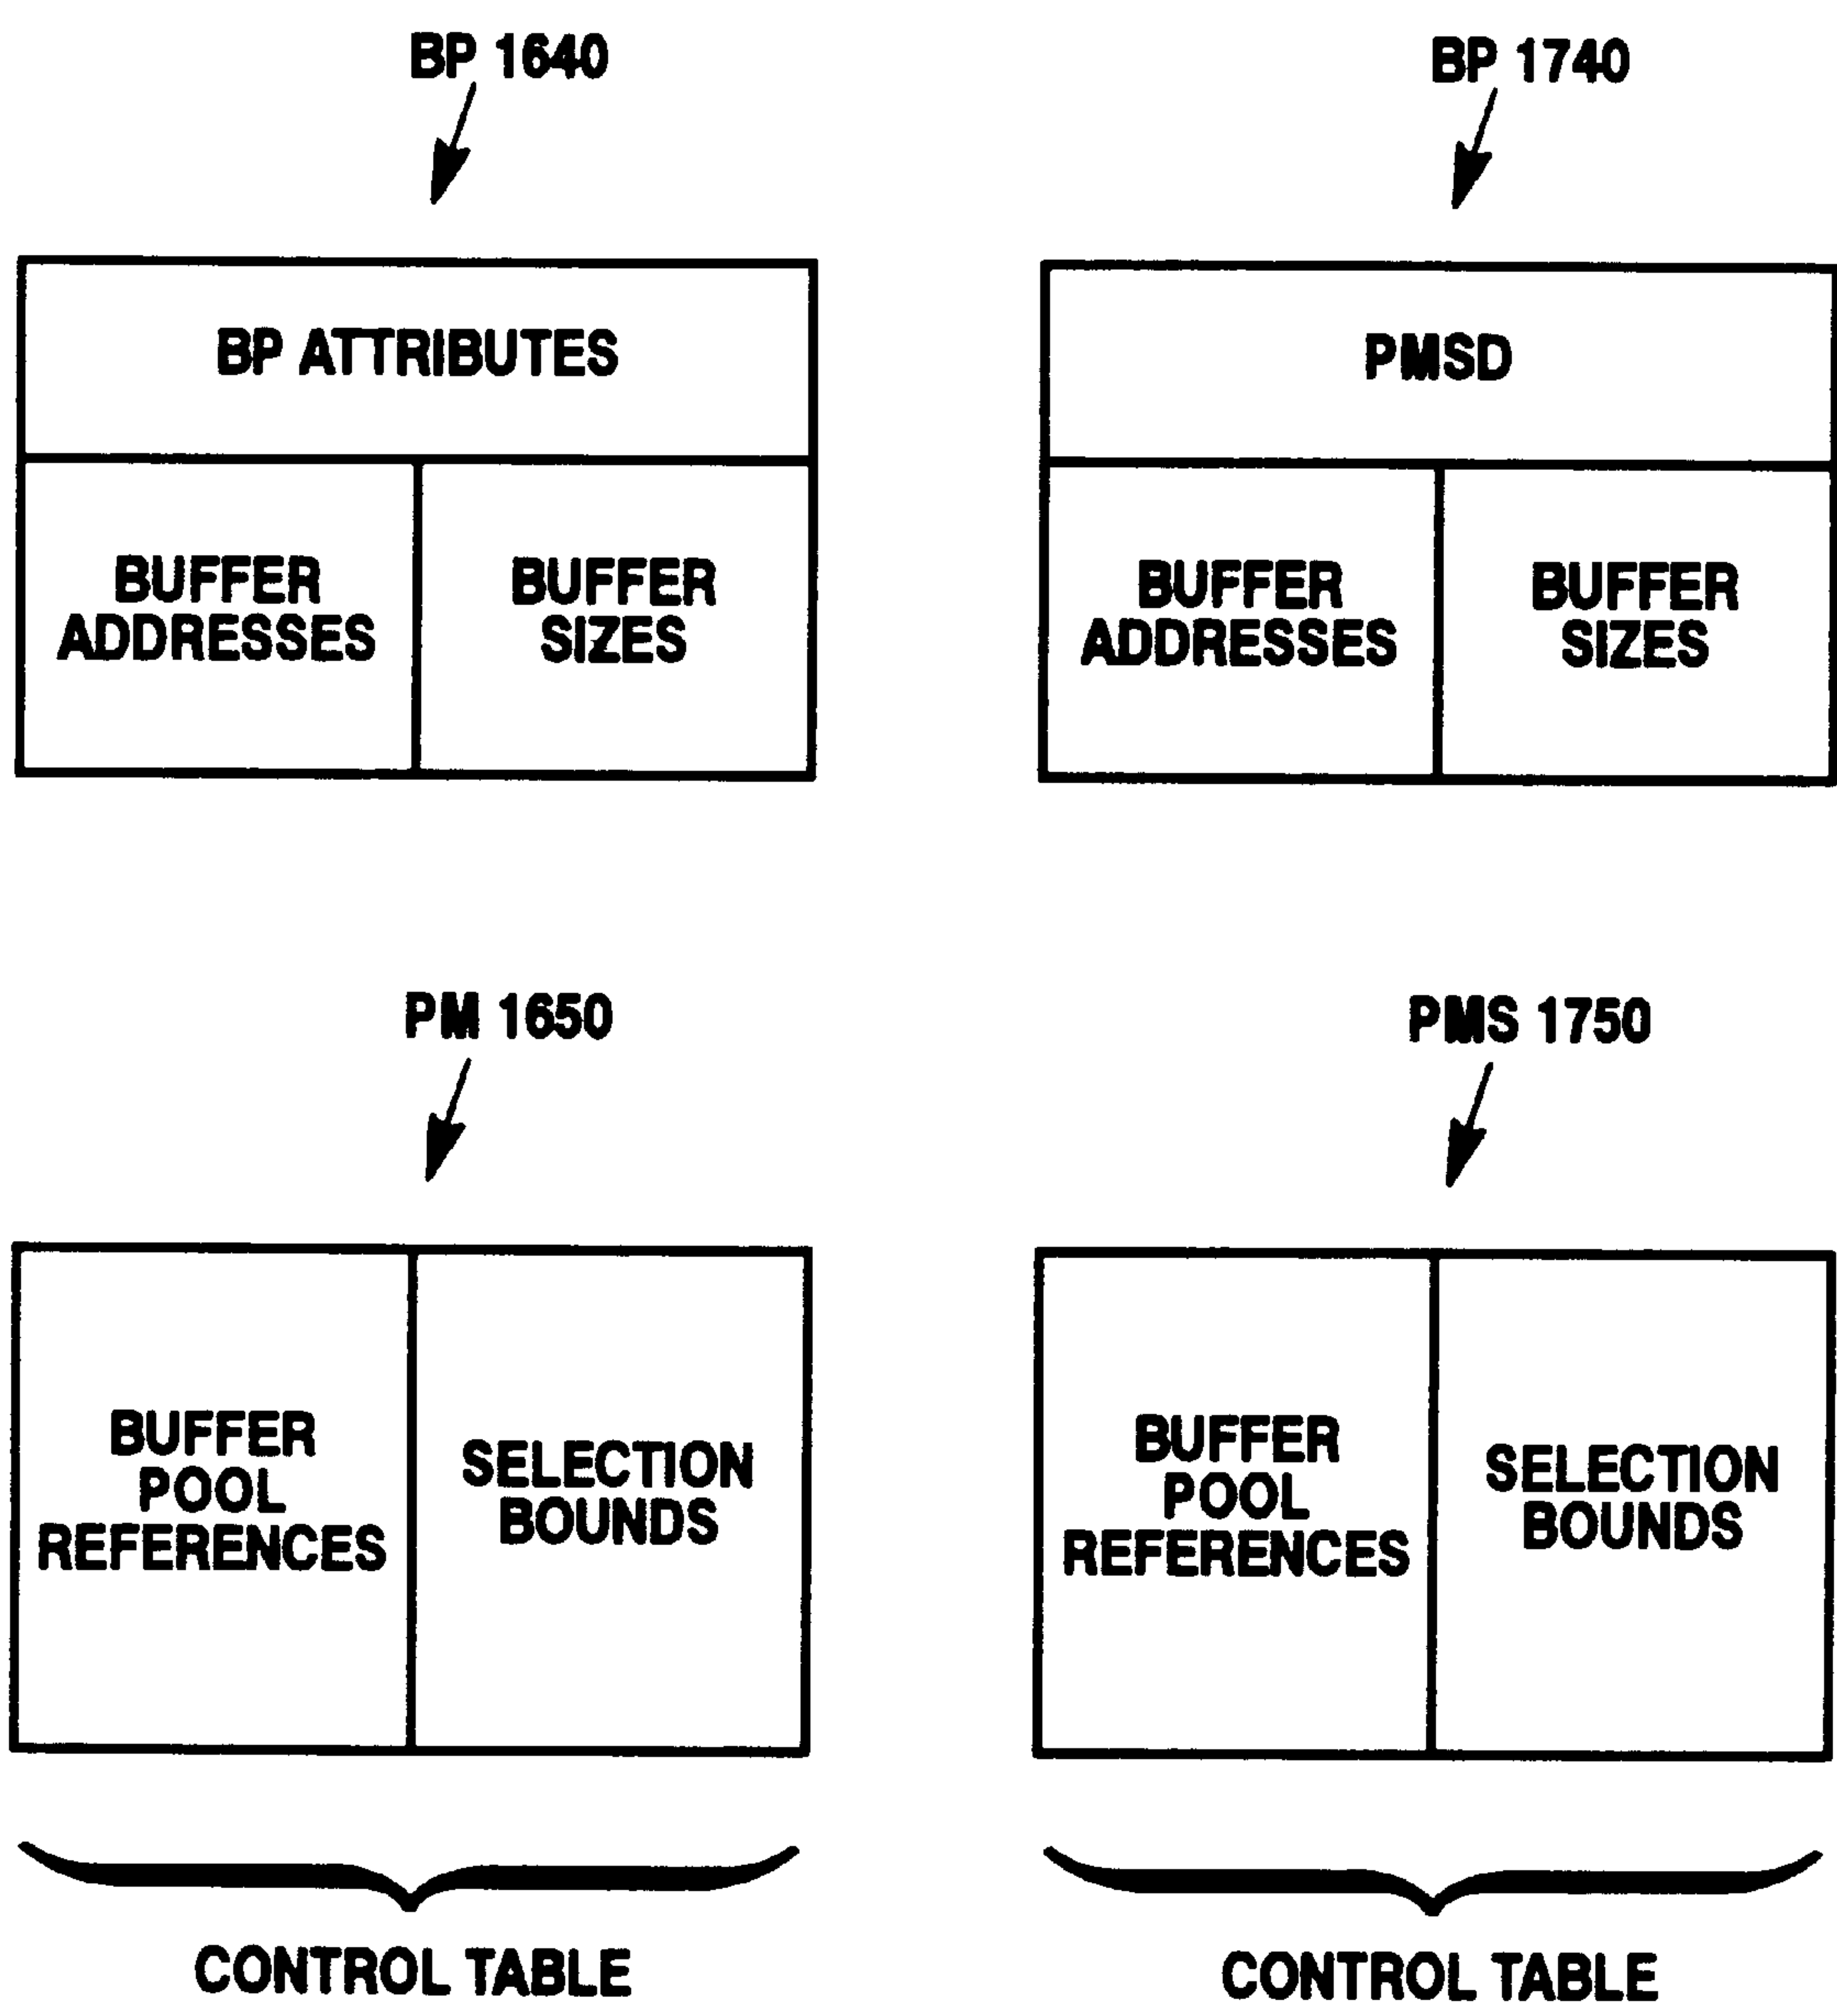 BP 1640
BP ATTRIBUTES
BUFFER
ADDRESSES
BUFFER
SIZES
BP 1740
PMSD
BUFFER
ADDRESSES
BUFFER
SIZES
PM 1650
BUFFER
POOL
REFERENCES
SELECTION
BOUNDS
CONTROL TABLE
PMS 1750
BUFFER
POOL
REFERENCES
SELECTION
BOUNDS
CONTROL TABLE